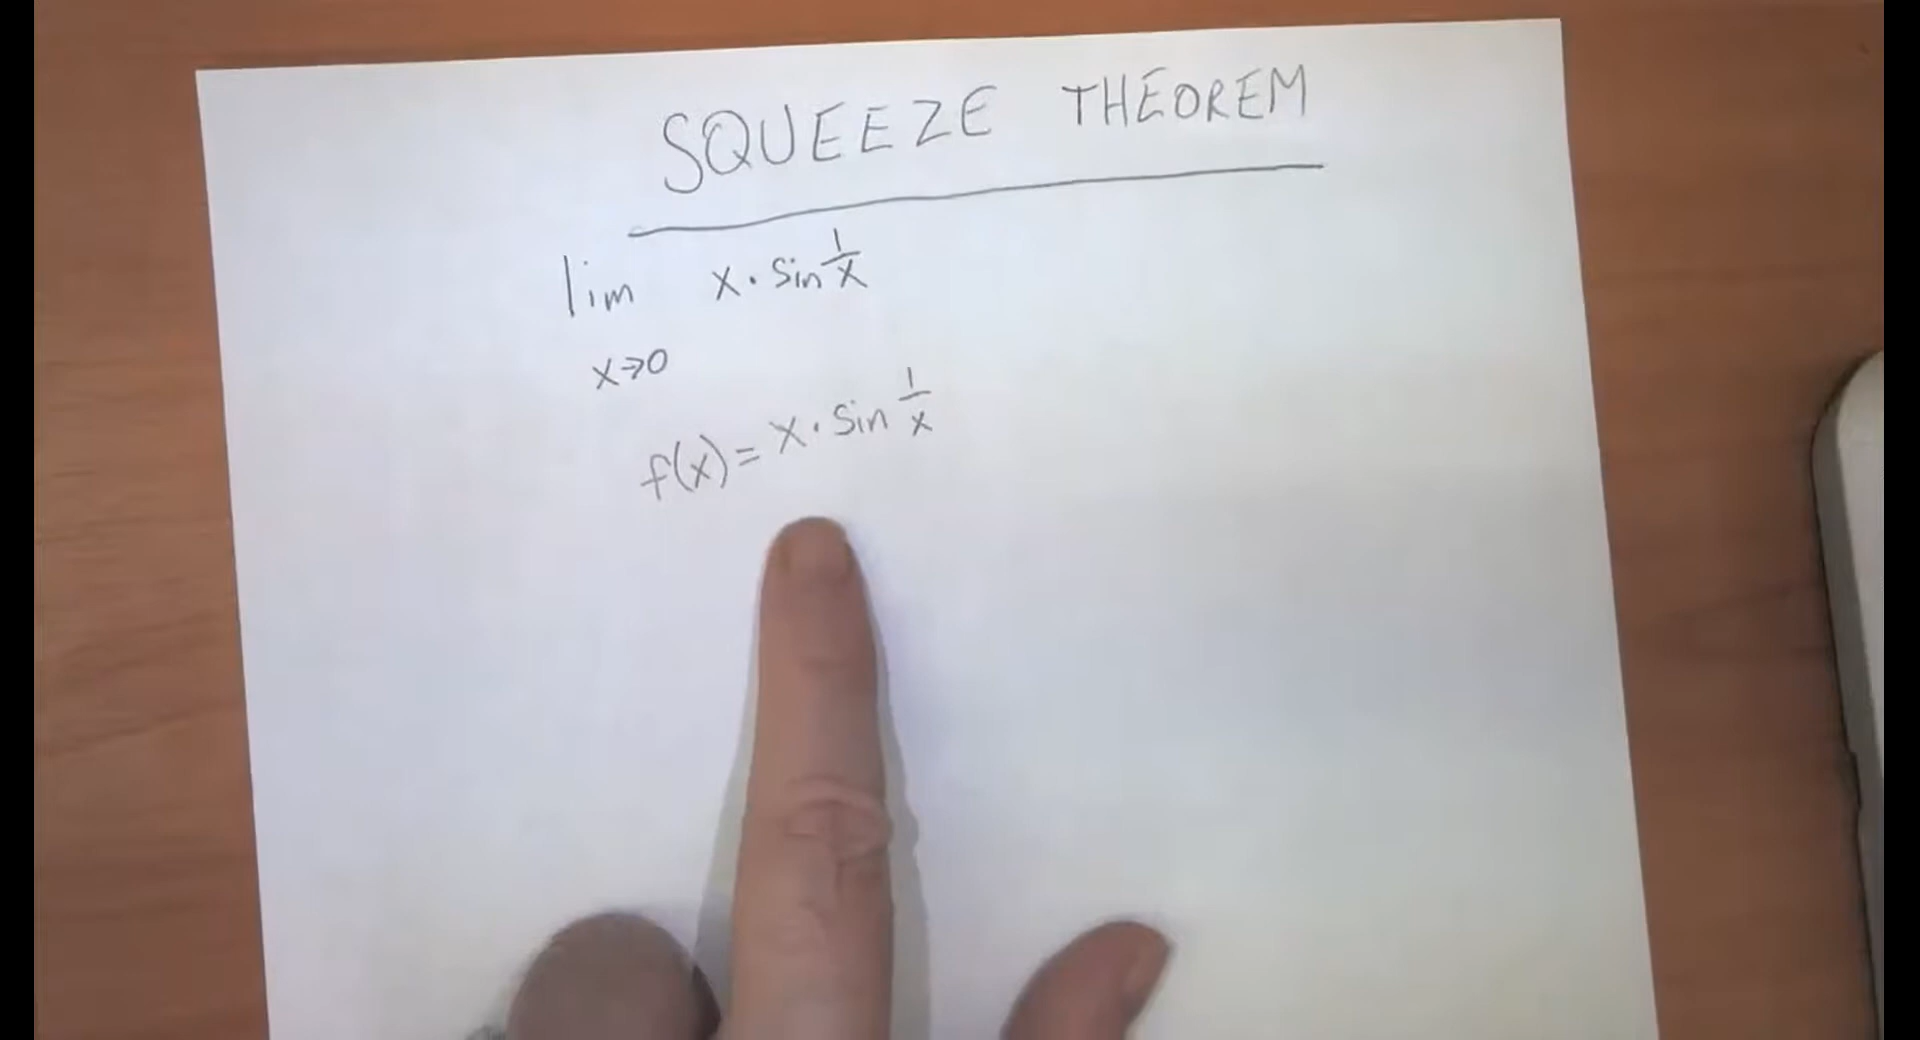 SQUEEZE THEOREM
lim x · sin 1/x
x→0
f(x) = x · sin 1/x